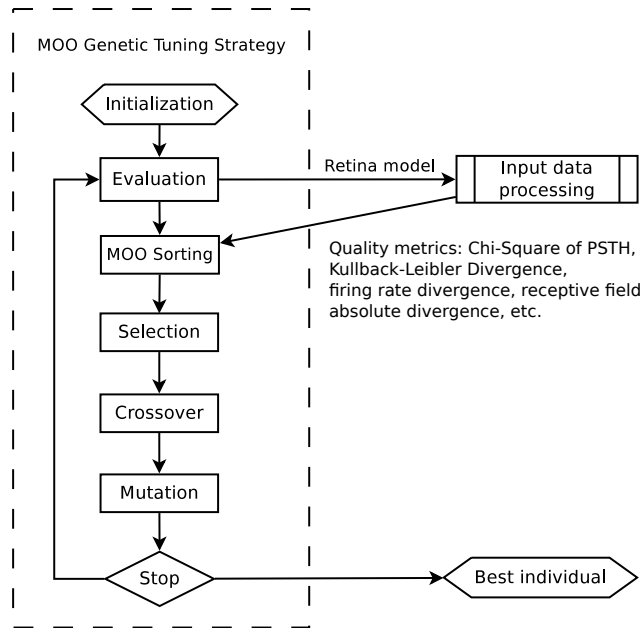 MOO Genetic Tuning Strategy
Initialization
Evaluation
Retina model
Input data
processing
MOO Sorting
Quality metrics: Chi-Square of PSTH,
Kullback-Leibler Divergence,
firing rate divergence, receptive field
absolute divergence, etc.
Selection
Crossover
Mutation
Stop
Best individual